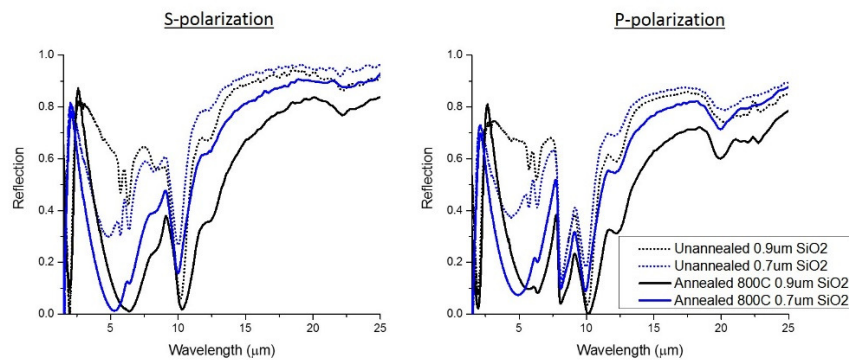 S-polarization
P-polarization
1.0
0.8
0.6
0.4
0.2
0.0
Reflection
5
10
15
20
25
Wavelength (μm)
1.0
0.8
0.6
0.4
0.2
0.0
Reflection
5
10
15
20
25
Wavelength (μm)
Unannealed 0.9um SiO2
Unannealed 0.7um SiO2
Annealed 800C 0.9um SiO2
Annealed 800C 0.7um SiO2